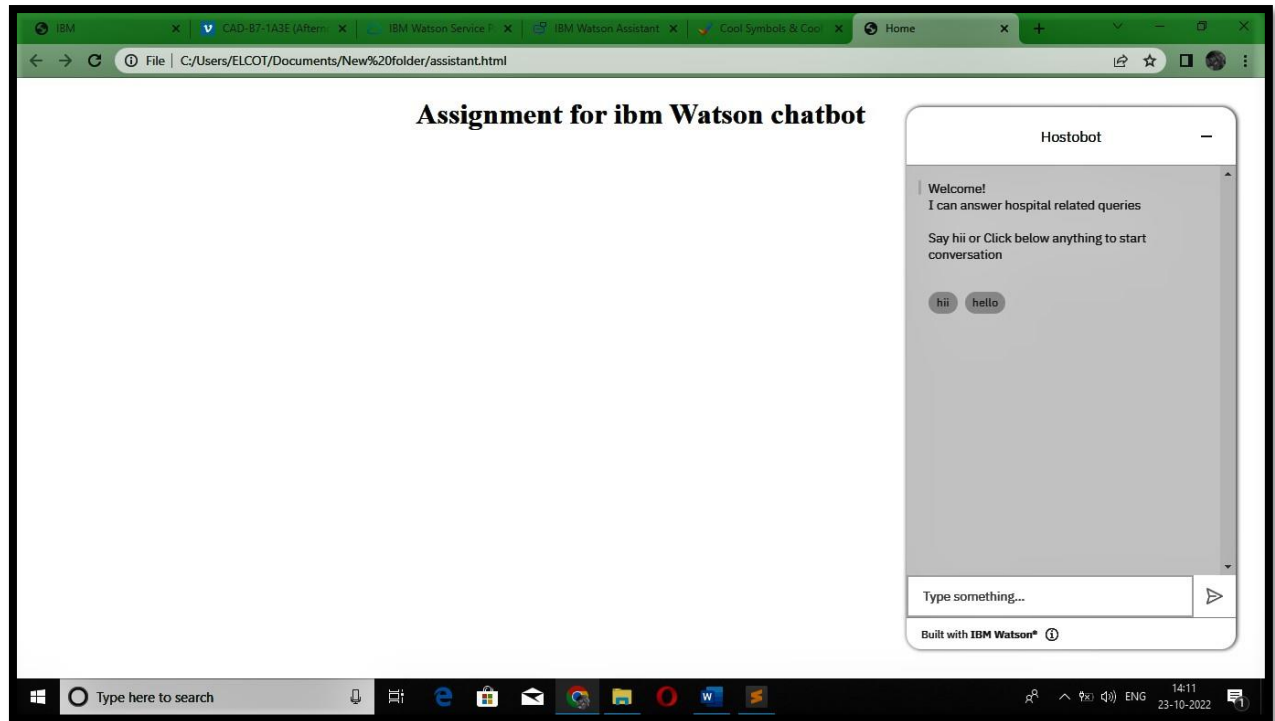 IBM
CAD-B7-1A3E (Aftern
IBM Watson Service P
IBM Watson Assistant
Cool Symbols & Cool
Home
File | C:/Users/ELCOT/Documents/New%20folder/assistant.html
Assignment for ibm Watson chatbot
Hostobot
Welcome!
I can answer hospital related queries
Say hii or Click below anything to start
conversation
hii hello
Type something...
Built with IBM Watson®
Type here to search
ENG
14:11
23-10-2022
1